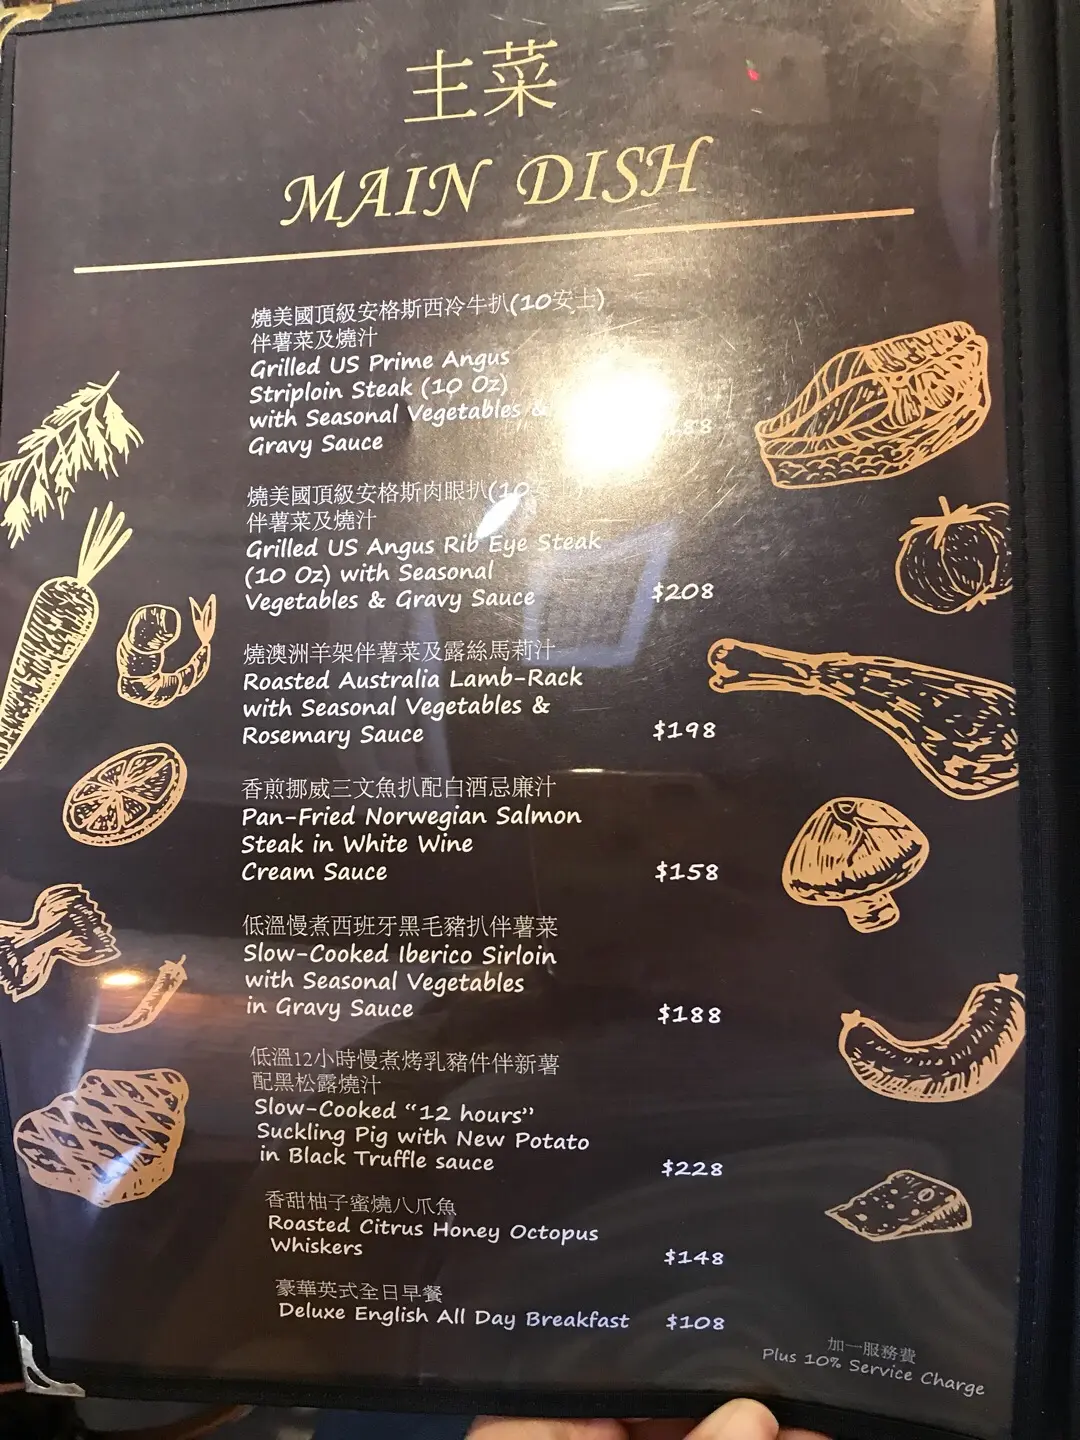 主菜
MAIN DISH
燒美國頂級安格斯西冷牛扒(10安士)
伴薯菜及燒汁
Grilled US Prime Angus
Striploin Steak (10 Oz)
with Seasonal Vegetables &
Gravy Sauce
燒美國頂級安格斯肉眼扒(10
伴薯菜及燒汁
Grilled US Angus Rib Eye Steak
(10 Oz) with Seasonal
Vegetables & Gravy Sauce $208
燒澳洲羊架伴薯菜及露絲馬莉汁
Roasted Australia Lamb-Rack
with Seasonal Vegetables &
Rosemary Sauce $198
香煎挪威三文魚扒配白酒忌廉汁
Pan-Fried Norwegian Salmon
Steak in White Wine
Cream Sauce $158
低溫慢煮西班牙黑毛豬扒伴薯菜
Slow-Cooked Iberico Sirloin
with Seasonal Vegetables
in Gravy Sauce $188
低溫12小時慢煮烤乳豬件伴新薯
配黑松露燒汁
Slow-Cooked “12 hours”
Suckling Pig with New Potato
in Black Truffle sauce $228
香甜柚子蜜燒八爪魚
Roasted Citrus Honey Octopus
Whiskers $148
豪華英式全日早餐
Deluxe English All Day Breakfast $108
加一服務費
Plus 10% Service Charge